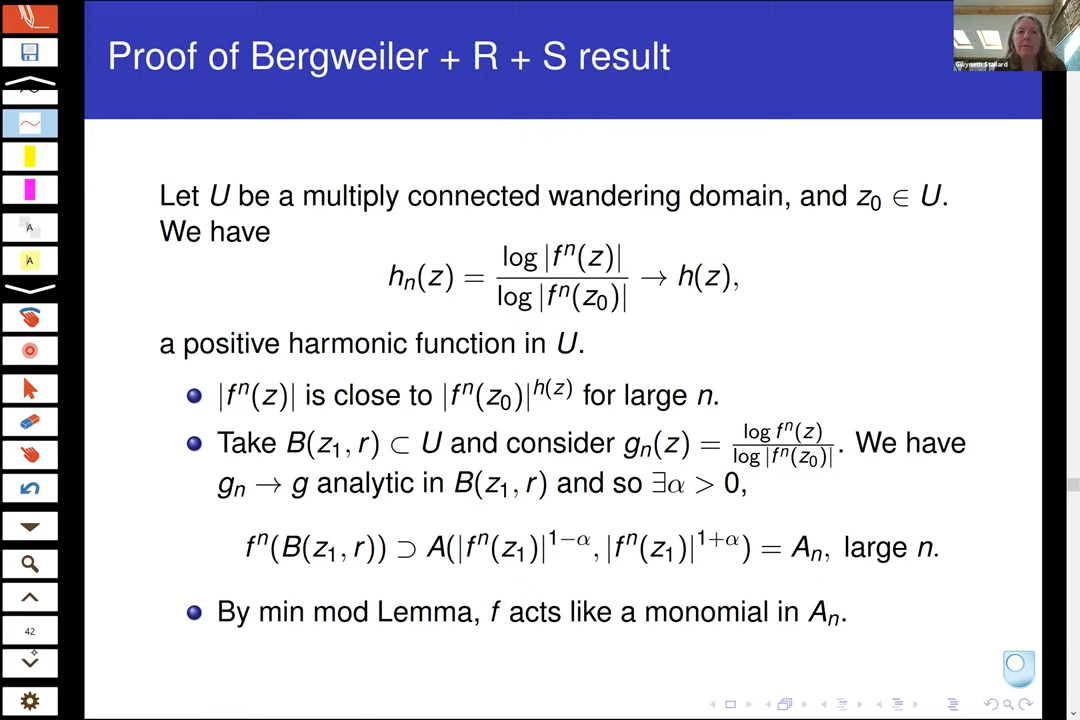 Proof of Bergweiler + R + S result
Gwyneth Stallard
Let U be a multiply connected wandering domain, and z₀ ∈ U.
We have
hₙ(z) = log |fⁿ(z)| / log |fⁿ(z₀)| → h(z),
a positive harmonic function in U.
|fⁿ(z)| is close to |fⁿ(z₀)|^{h(z)} for large n.
Take B(z₁, r) ⊂ U and consider gₙ(z) = log fⁿ(z) / log |fⁿ(z₀)|. We have
gₙ → g analytic in B(z₁, r) and so ∃α > 0,
fⁿ(B(z₁, r)) ⊃ A(|fⁿ(z₁)|^{1−α}, |fⁿ(z₁)|^{1+α}) = Aₙ, large n.
By min mod Lemma, f acts like a monomial in Aₙ.
A
A
42